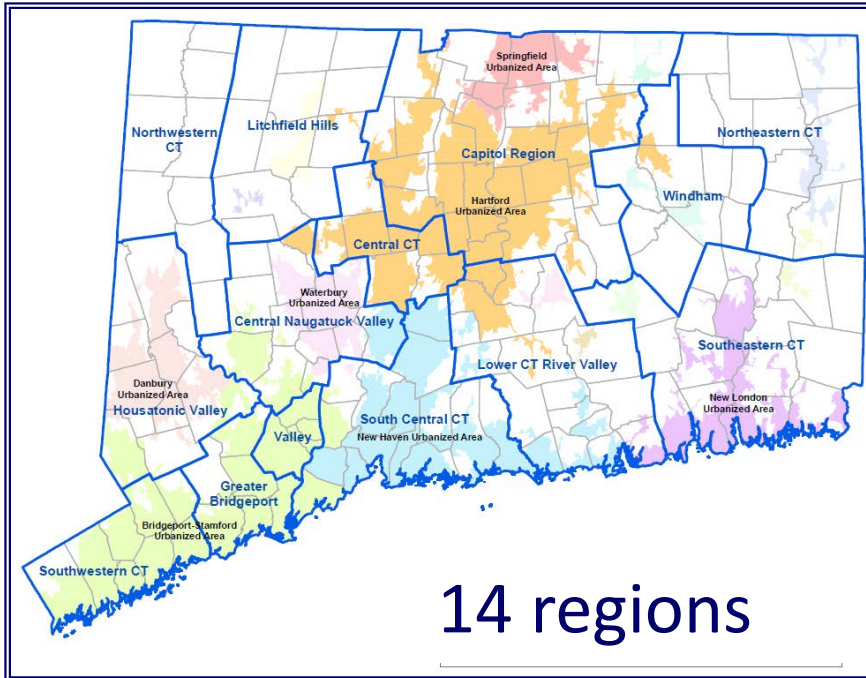 Springfield
Urbanized Area
Northwestern
CT
Litchfield Hills
Capitol Region
Northeastern CT
Hartford
Urbanized Area
Windham
Central CT
Waterbury
Urbanized Area
Central Naugatuck Valley
Southeastern CT
Lower CT River Valley
Danbury
Urbanized Area
Housatonic Valley
New London
Urbanized Area
South Central CT
New Haven Urbanized Area
Valley
Greater
Bridgeport
Bridgeport-Stamford
Urbanized Area
Southwestern CT
14 regions